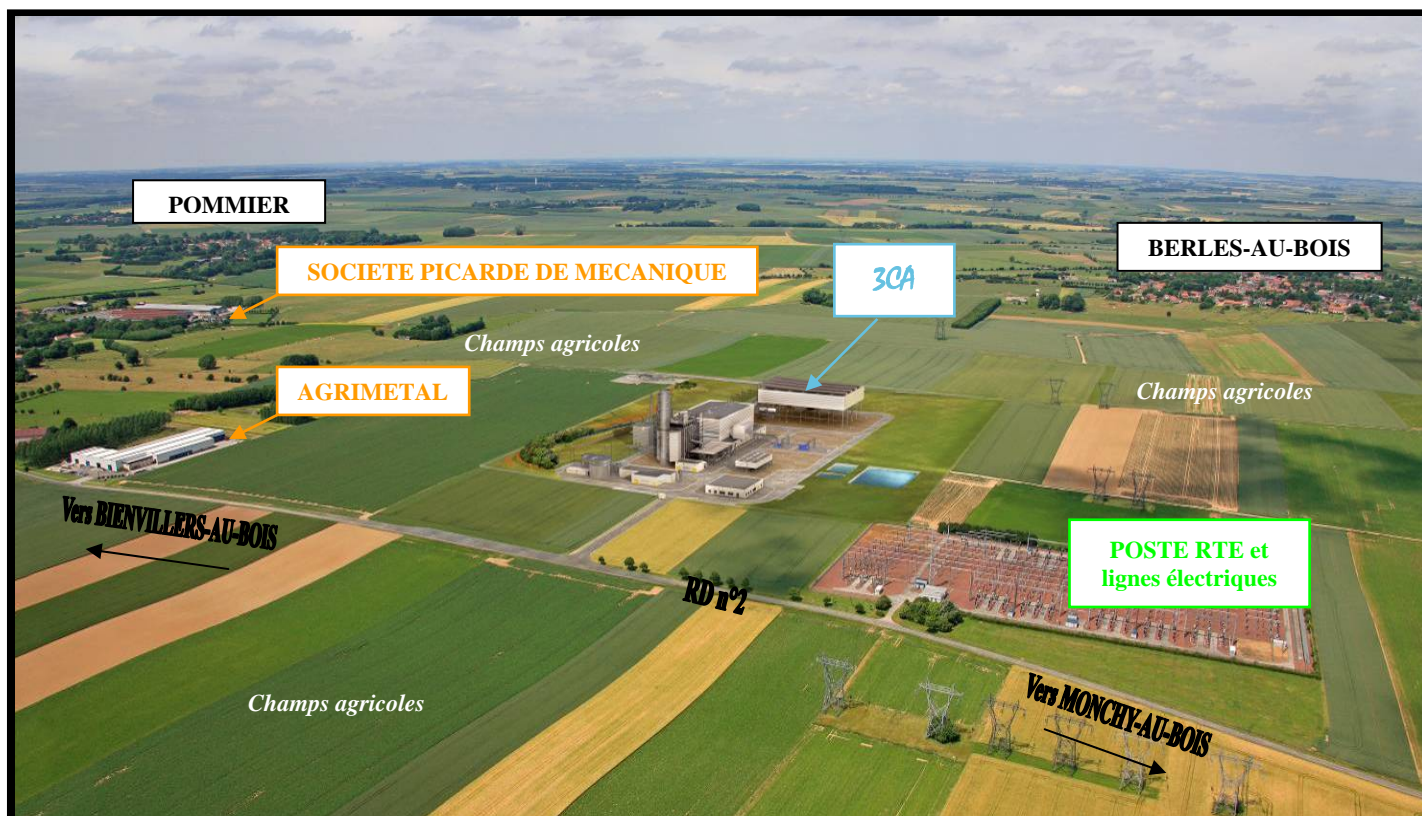 POMMIER
BERLES-AU-BOIS
SOCIETE PICARDE DE MECANIQUE
3CA
Champs agricoles
AGRIMETAL
Champs agricoles
Vers BIENVILLERS-AU-BOIS
POSTE RTE et
lignes électriques
RD n°2
Champs agricoles
Vers MONCHY-AU-BOIS